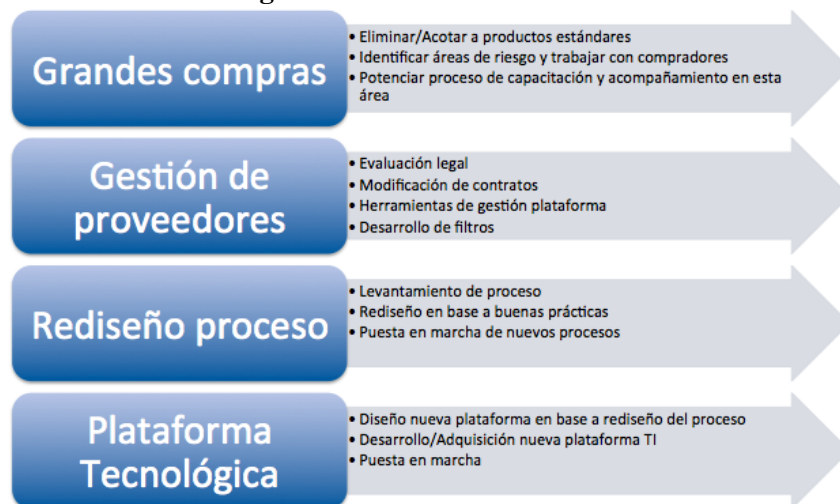 Grandes compras
• Eliminar/Acotar a productos estándares
• Identificar áreas de riesgo y trabajar con compradores
• Potenciar proceso de capacitación y acompañamiento en esta
área
Gestión de
proveedores
• Evaluación legal
• Modificación de contratos
• Herramientas de gestión plataforma
• Desarrollo de filtros
Rediseño proceso
• Levantamiento de proceso
• Rediseño en base a buenas prácticas
• Puesta en marcha de nuevos procesos
Plataforma
Tecnológica
• Diseño nueva plataforma en base a rediseño del proceso
• Desarrollo/Adquisición nueva plataforma TI
• Puesta en marcha